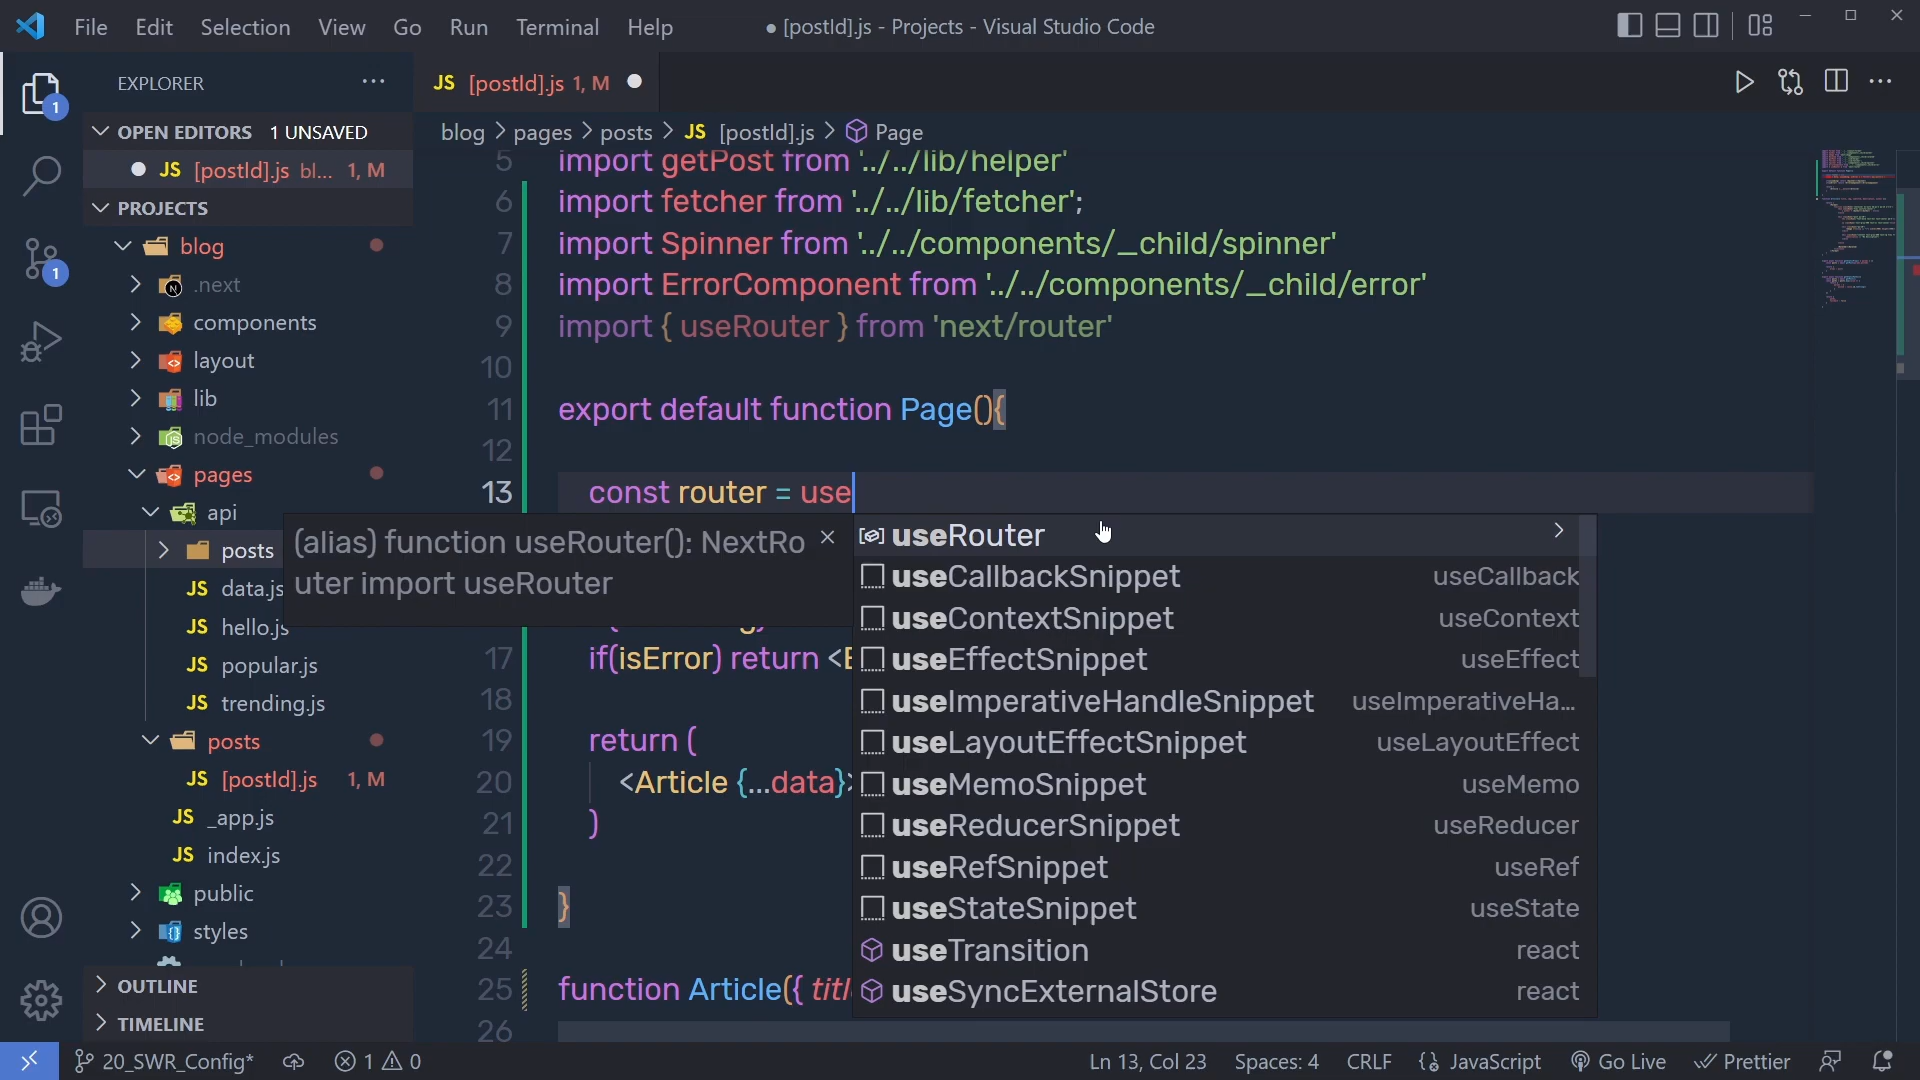 File Edit Selection View Go Run Terminal Help
● [postId].js - Projects - Visual Studio Code
EXPLORER
1
OPEN EDITORS 1 UNSAVED
JS [postId].js bl... 1, M
PROJECTS
blog
.next
components
layout
lib
node_modules
pages
api
posts
JS data.js
JS hello.js
JS popular.js
JS trending.js
posts
JS [postId].js 1, M
JS _app.js
JS index.js
public
styles
OUTLINE
TIMELINE
1
JS [postId].js 1, M
blog > pages > posts > JS [postId].js > Page
5 import getPost from '../../lib/helper'
6 import fetcher from '../../lib/fetcher';
7 import Spinner from '../../components/_child/spinner'
8 import ErrorComponent from '../../components/_child/error'
9 import { useRouter } from 'next/router'
10
11 export default function Page(){
12
13 const router = use
(alias) function useRouter(): NextRo
uter import useRouter
useRouter
useCallbackSnippet useCallback
useContextSnippet useContext
useEffectSnippet useEffect
useImperativeHandleSnippet useImperativeHa...
useLayoutEffectSnippet useLayoutEffect
useMemoSnippet useMemo
useReducerSnippet useReducer
useRefSnippet useRef
useStateSnippet useState
useTransition react
useSyncExternalStore react
17 if(isError) return <E
18
19 return (
20 <Article {...data}>
21 )
22
23 }
24
25 function Article({ titl
26
20_SWR_Config* 1 0
Ln 13, Col 23 Spaces: 4 CRLF JavaScript Go Live Prettier